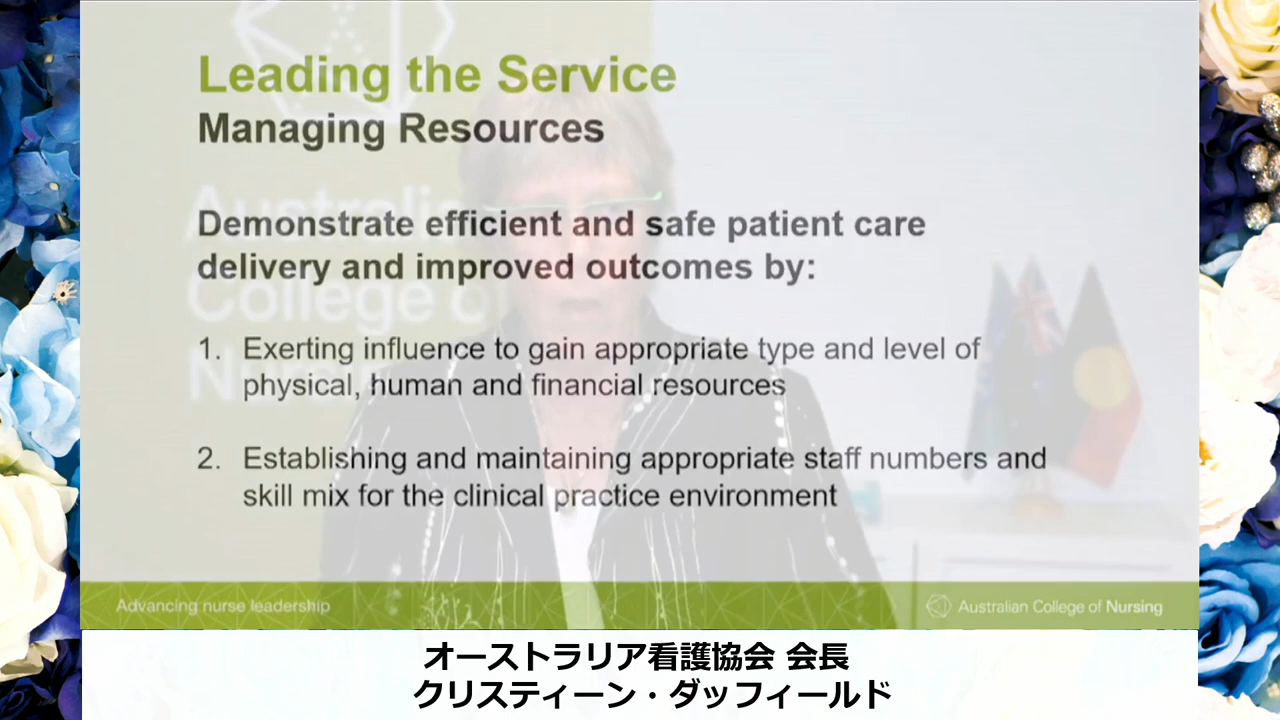 Leading the Service
Managing Resources
Demonstrate efficient and safe patient care
delivery and improved outcomes by:
1. Exerting influence to gain appropriate type and level of
physical, human and financial resources
2. Establishing and maintaining appropriate staff numbers and
skill mix for the clinical practice environment
Australian
College of
Nursing
Advancing nurse leadership
Australian College of Nursing
オーストラリア看護協会 会長
クリスティーン・ダッフィールド